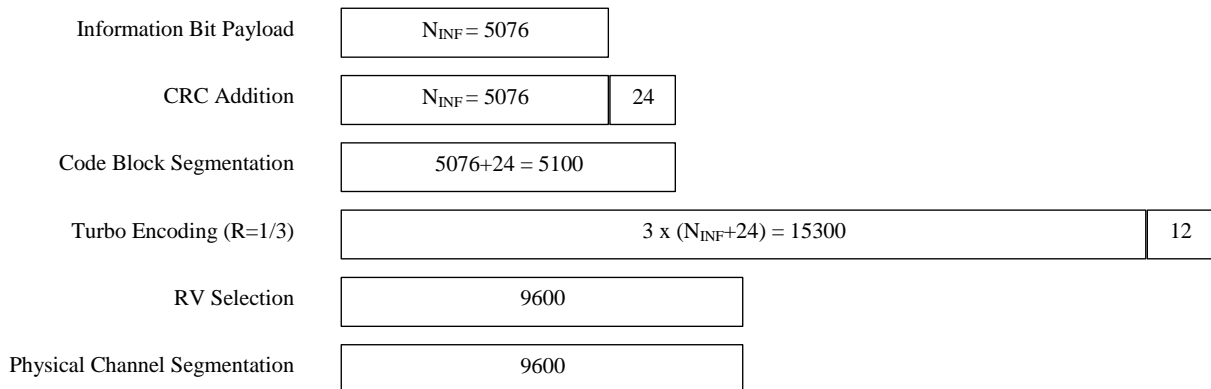 Information Bit Payload N_INF = 5076
CRC Addition N_INF = 5076 24
Code Block Segmentation 5076+24 = 5100
Turbo Encoding (R=1/3) 3 x (N_INF+24) = 15300 12
RV Selection 9600
Physical Channel Segmentation 9600